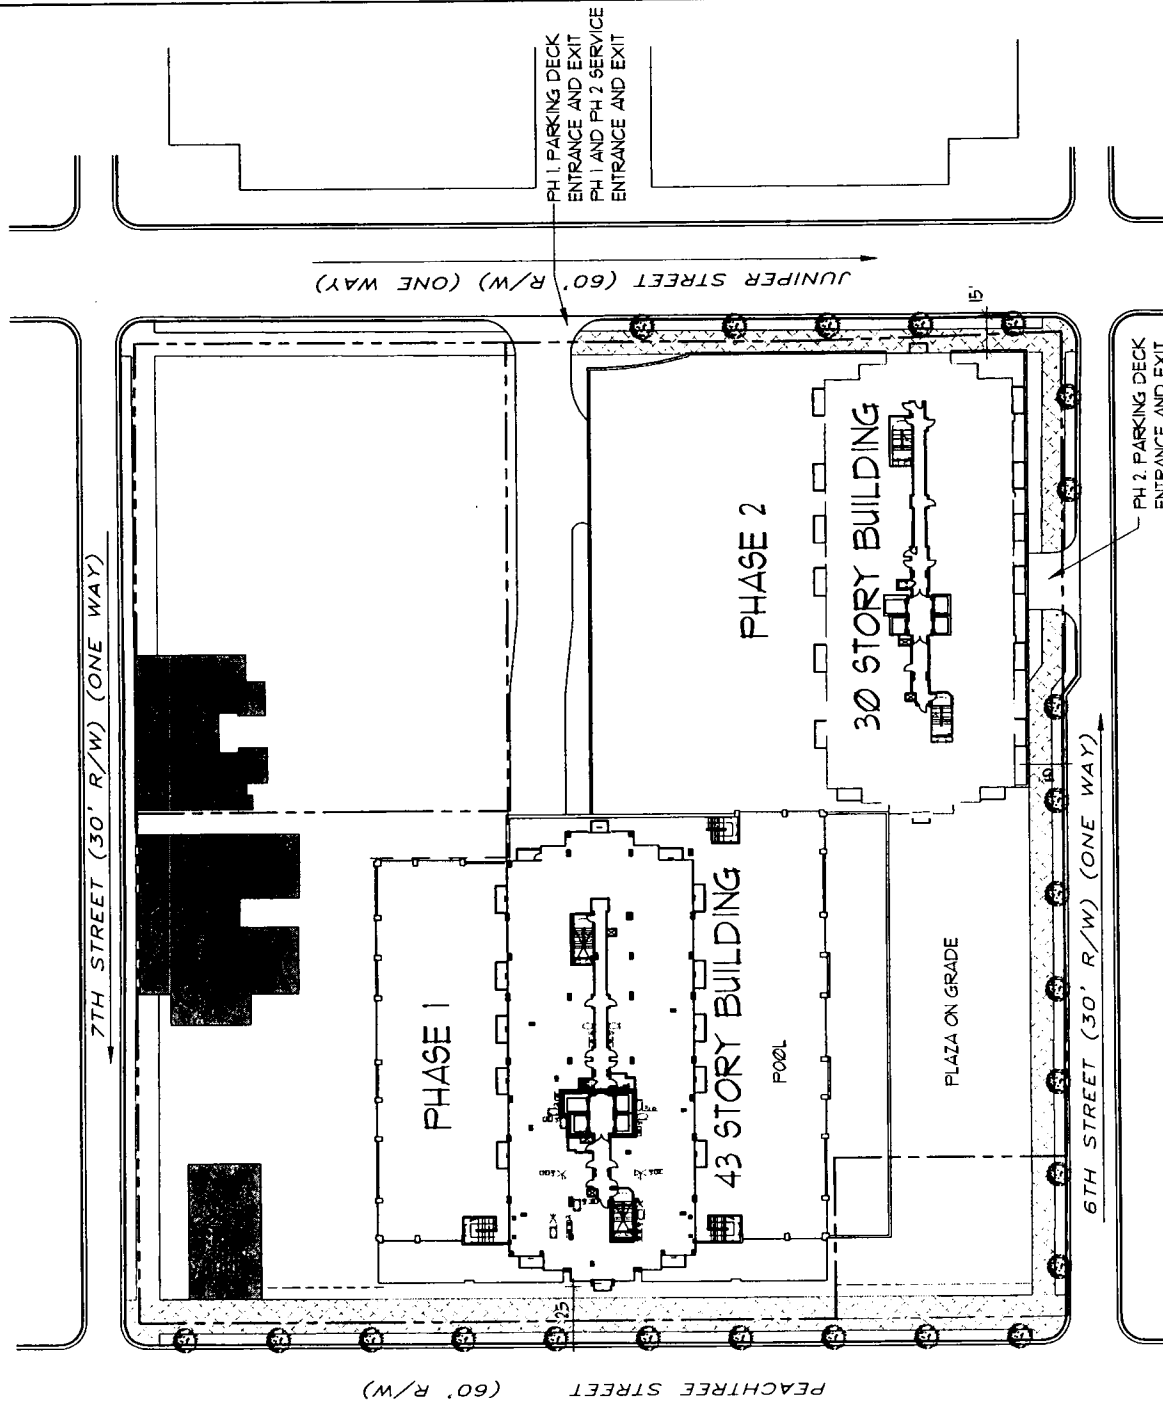 PH 1. PARKING DECK
ENTRANCE AND EXIT
PH 1 AND PH 2 SERVICE
ENTRANCE AND EXIT
JUNIPER STREET (60' R/W) (ONE WAY)
15'
PH 2. PARKING DECK
ENTRANCE AND EXIT
7TH STREET (30' R/W) (ONE WAY)
PHASE 2
30 STORY BUILDING
PHASE 1
43 STORY BUILDING
POOL
PLAZA ON GRADE
6TH STREET (30' R/W) (ONE WAY)
25
PEACHTREE STREET (60' R/W)